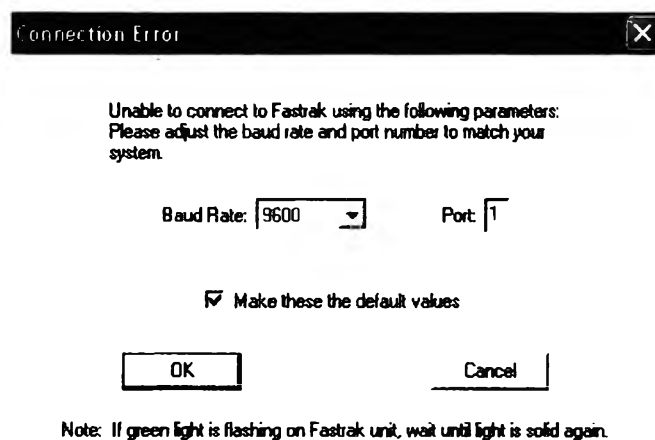 Connection Error
Unable to connect to Fastrak using the following parameters:
Please adjust the baud rate and port number to match your
system.
Baud Rate: 9600 Port: 1
Make these the default values
OK Cancel
Note: If green light is flashing on Fastrak unit, wait until light is solid again.